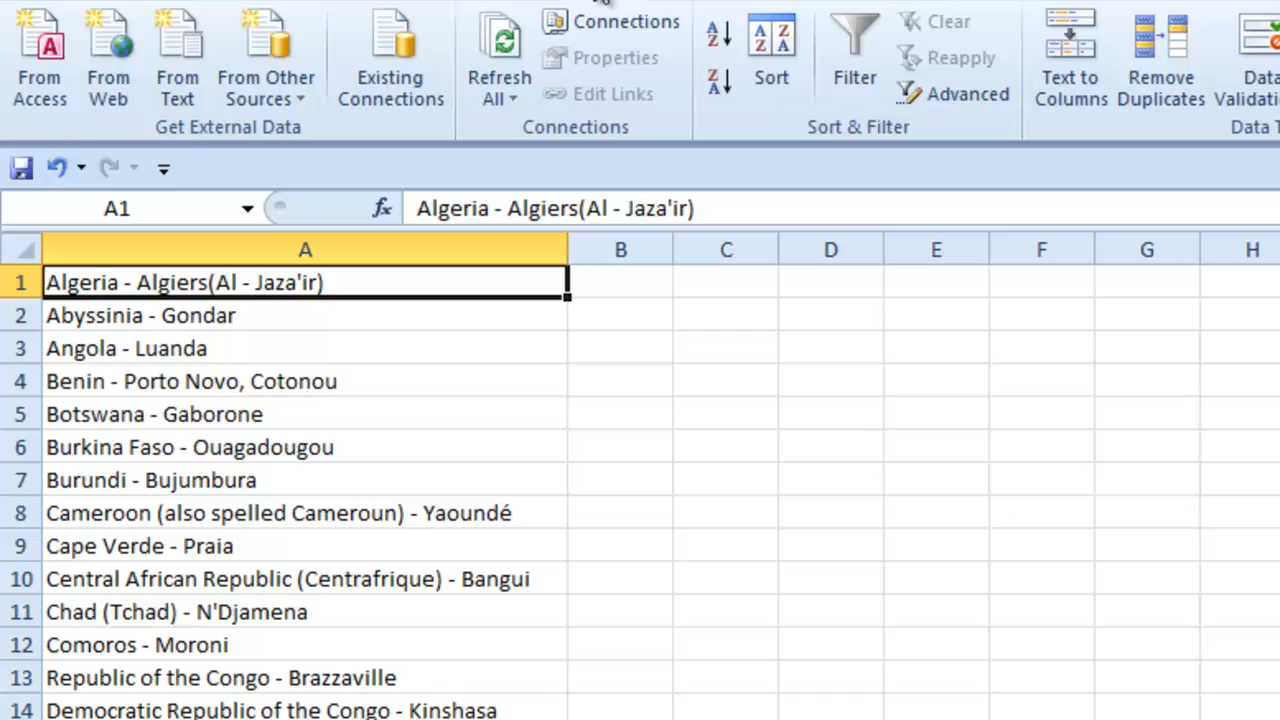 From Access
From Web
From Text
From Other Sources
Existing Connections
Refresh All
Connections
Properties
Edit Links
A Z
Z A
A Z Z A
Sort
Filter
Clear
Reapply
Advanced
Text to Columns
Remove Duplicates
Data
Get External Data
Connections
Sort & Filter
Data
A1
fx
Algeria - Algiers(Al - Jaza'ir)
A B C D E F G H
1 Algeria - Algiers(Al - Jaza'ir)
2 Abyssinia - Gondar
3 Angola - Luanda
4 Benin - Porto Novo, Cotonou
5 Botswana - Gaborone
6 Burkina Faso - Ouagadougou
7 Burundi - Bujumbura
8 Cameroon (also spelled Cameroun) - Yaoundé
9 Cape Verde - Praia
10 Central African Republic (Centrafrique) - Bangui
11 Chad (Tchad) - N'Djamena
12 Comoros - Moroni
13 Republic of the Congo - Brazzaville
14 Democratic Republic of the Congo - Kinshasa